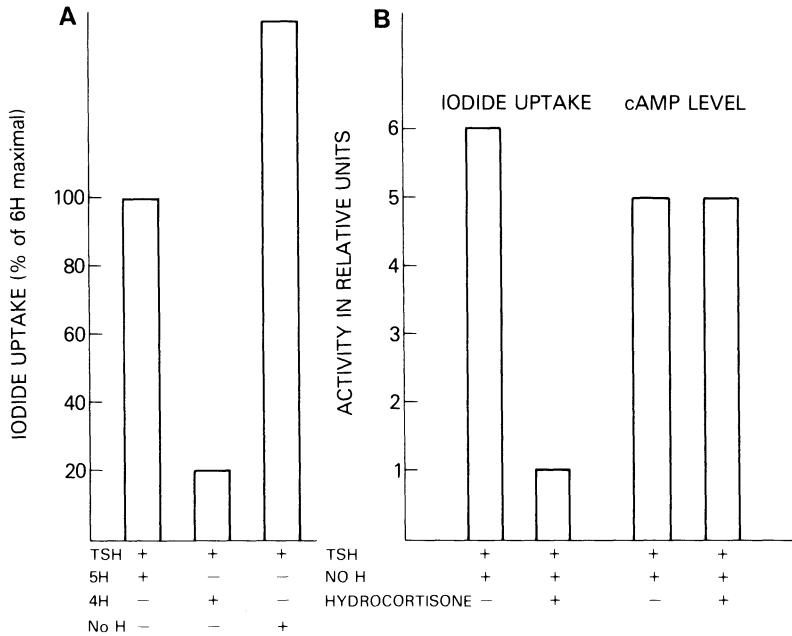 A
IODIDE UPTAKE (% of 6H maximal)
100
80
60
40
20
TSH + + +
5H + − −
4H − + −
No H − − +
B
ACTIVITY IN RELATIVE UNITS
IODIDE UPTAKE cAMP LEVEL
6
5
4
3
2
1
TSH + + + +
NO H + + + +
HYDROCORTISONE − + − +